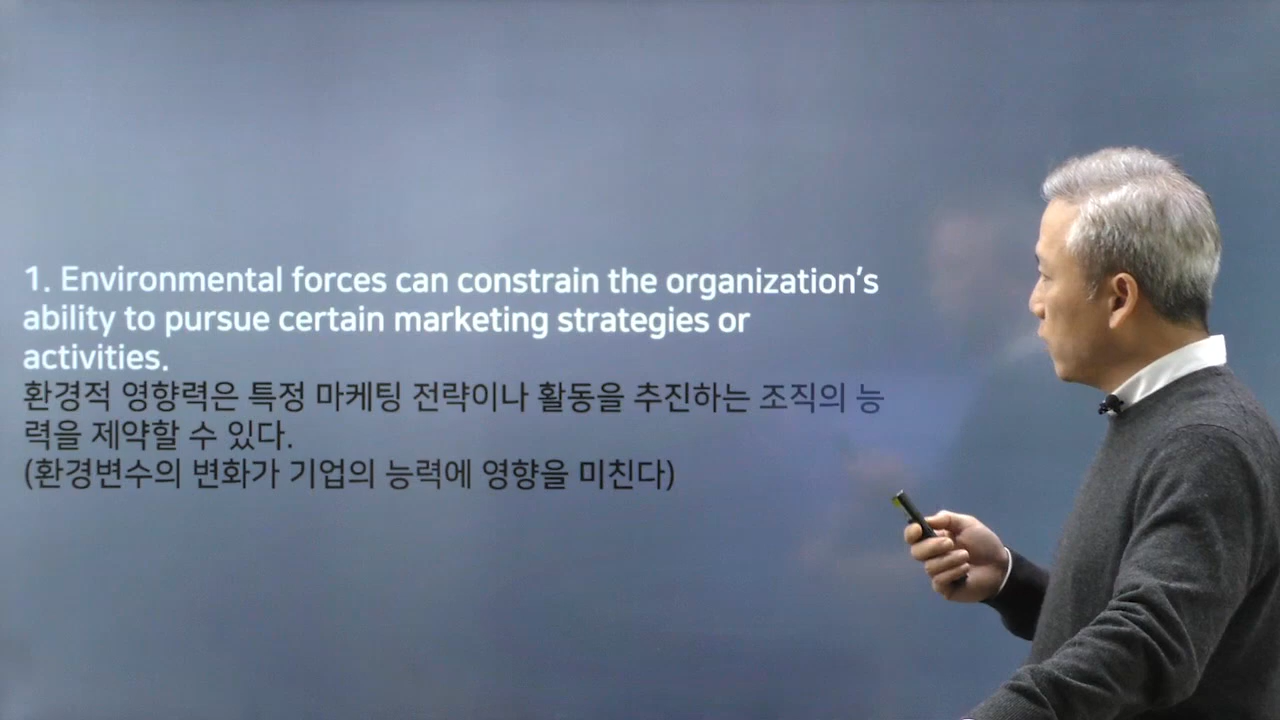 1. Environmental forces can constrain the organization's
ability to pursue certain marketing strategies or
activities.
환경적 영향력은 특정 마케팅 전략이나 활동을 추진하는 조직의 능
력을 제약할 수 있다.
(환경변수의 변화가 기업의 능력에 영향을 미친다)